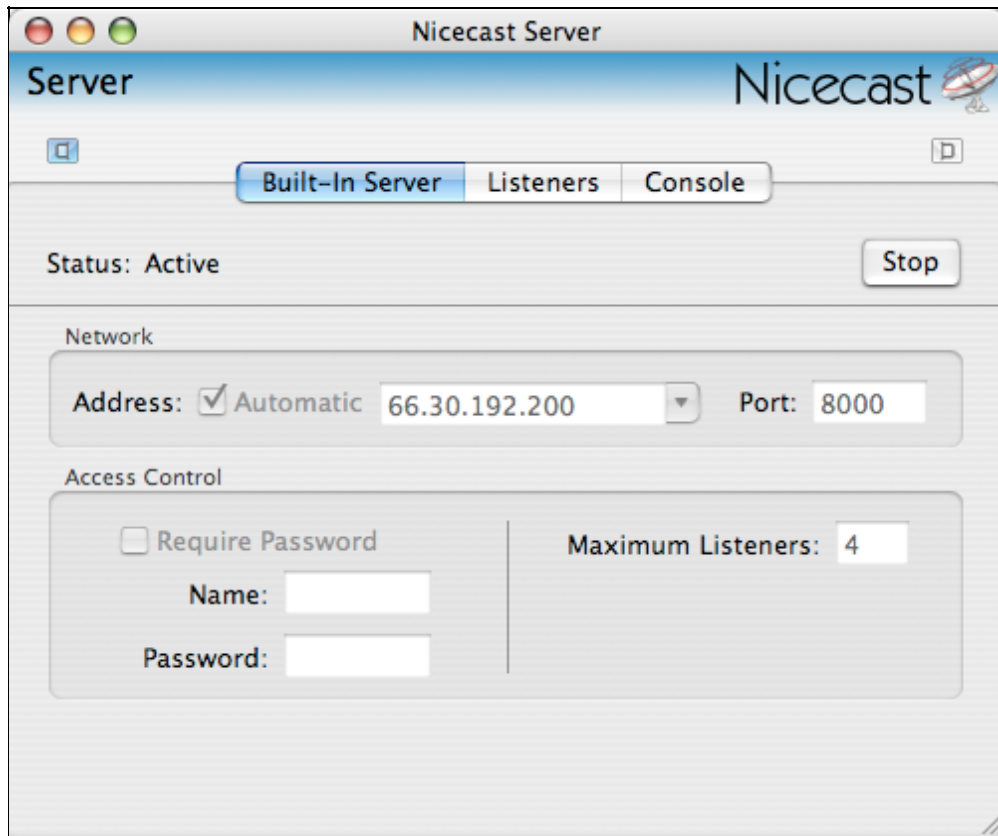 Nicecast Server
Server
Nicecast
Built-In Server Listeners Console
Status: Active Stop
Network
Address: Automatic 66.30.192.200 Port: 8000
Access Control
Require Password Maximum Listeners: 4
Name:
Password: